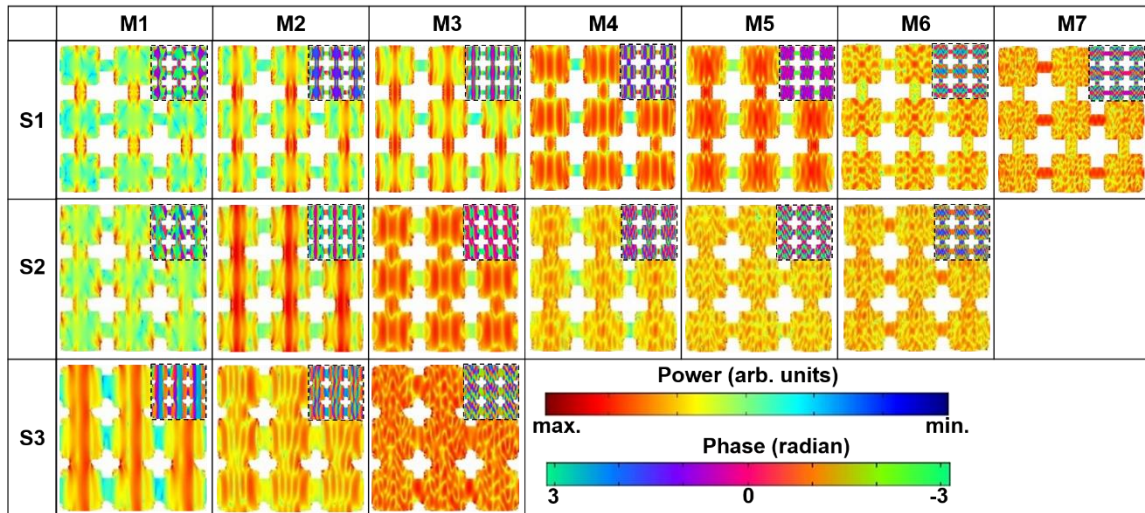 M1 M2 M3 M4 M5 M6 M7
S1
S2
S3
Power (arb. units)
max. min.
Phase (radian)
3 0 -3